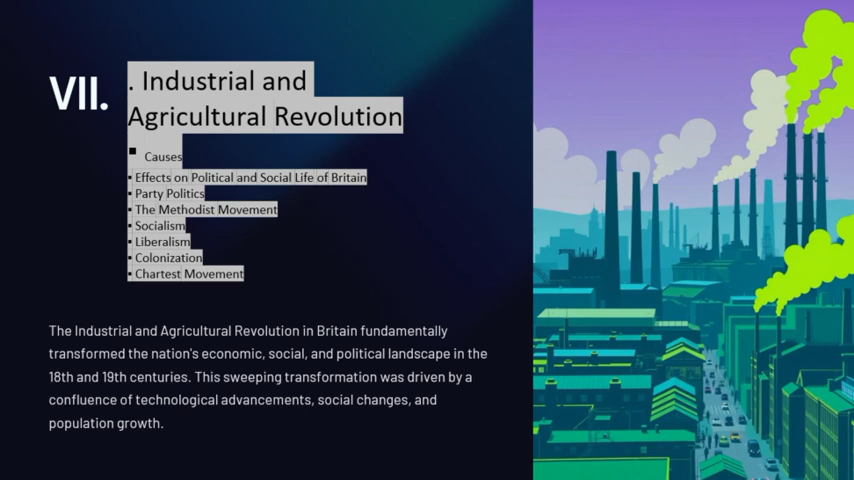 VII.
. Industrial and
Agricultural Revolution
▪ Causes
▪ Effects on Political and Social Life of Britain
▪ Party Politics
▪ The Methodist Movement
▪ Socialism
▪ Liberalism
▪ Colonization
▪ Chartest Movement
The Industrial and Agricultural Revolution in Britain fundamentally
transformed the nation's economic, social, and political landscape in the
18th and 19th centuries. This sweeping transformation was driven by a
confluence of technological advancements, social changes, and
population growth.